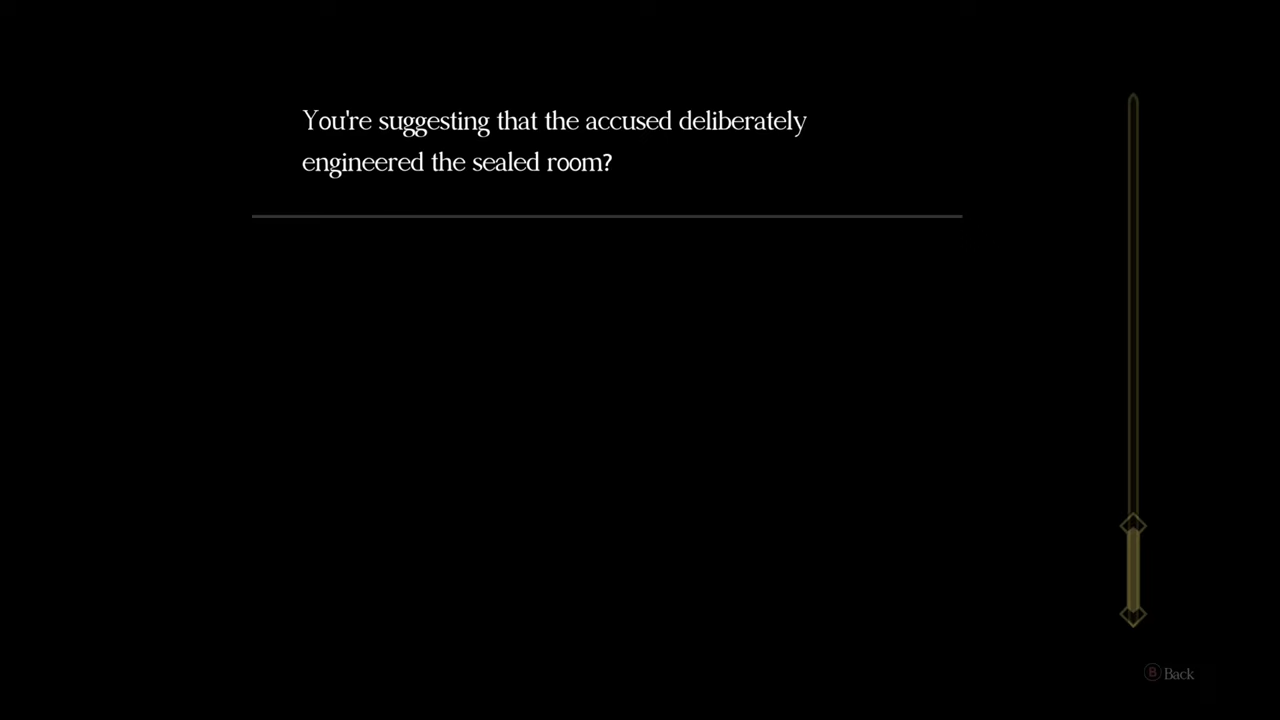 You're suggesting that the accused deliberately
engineered the sealed room?
B Back